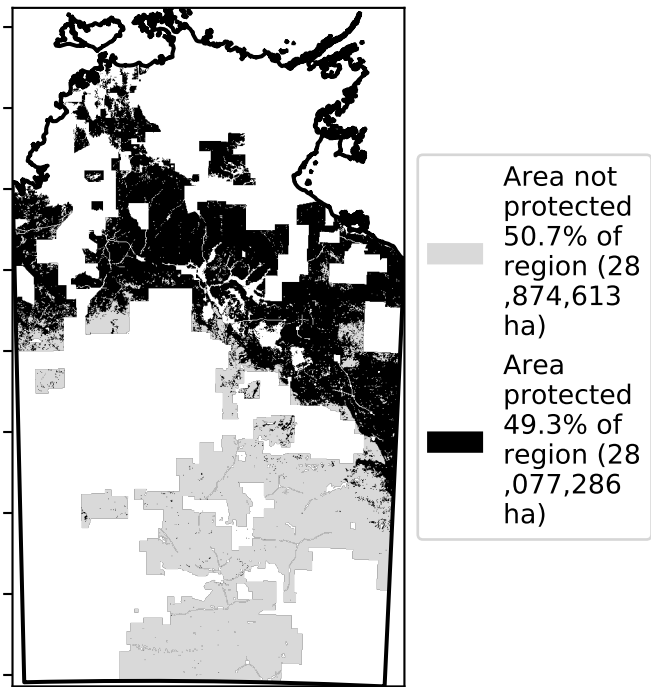 Area not
protected
50.7% of
region (28
,874,613
ha)
Area
protected
49.3% of
region (28
,077,286
ha)